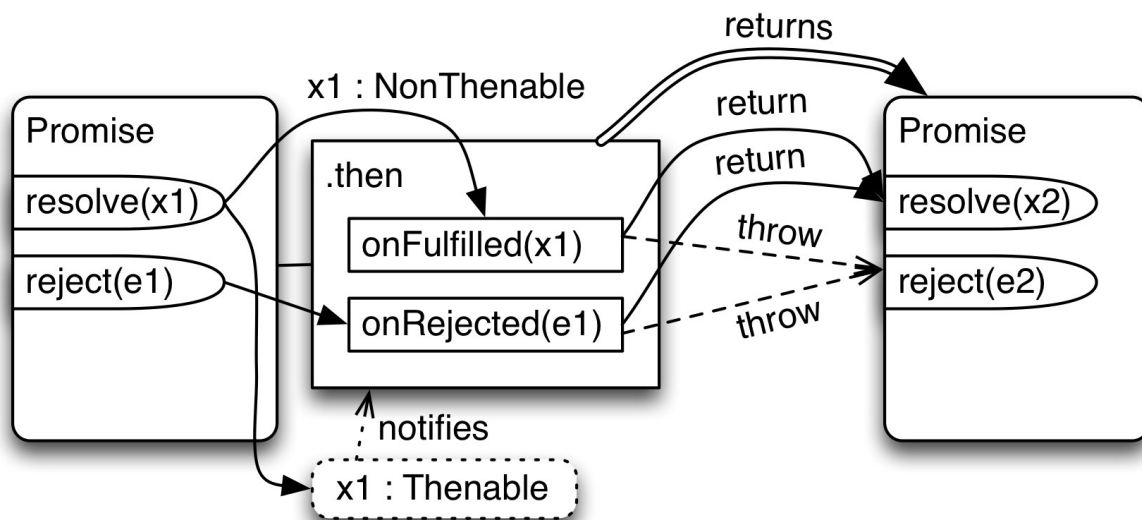 returns
x1 : NonThenable
return
Promise
Promise
return
.then
resolve(x1)
resolve(x2)
onFulfilled(x1)
throw
reject(e1)
reject(e2)
onRejected(e1)
throw
notifies
x1 : Thenable